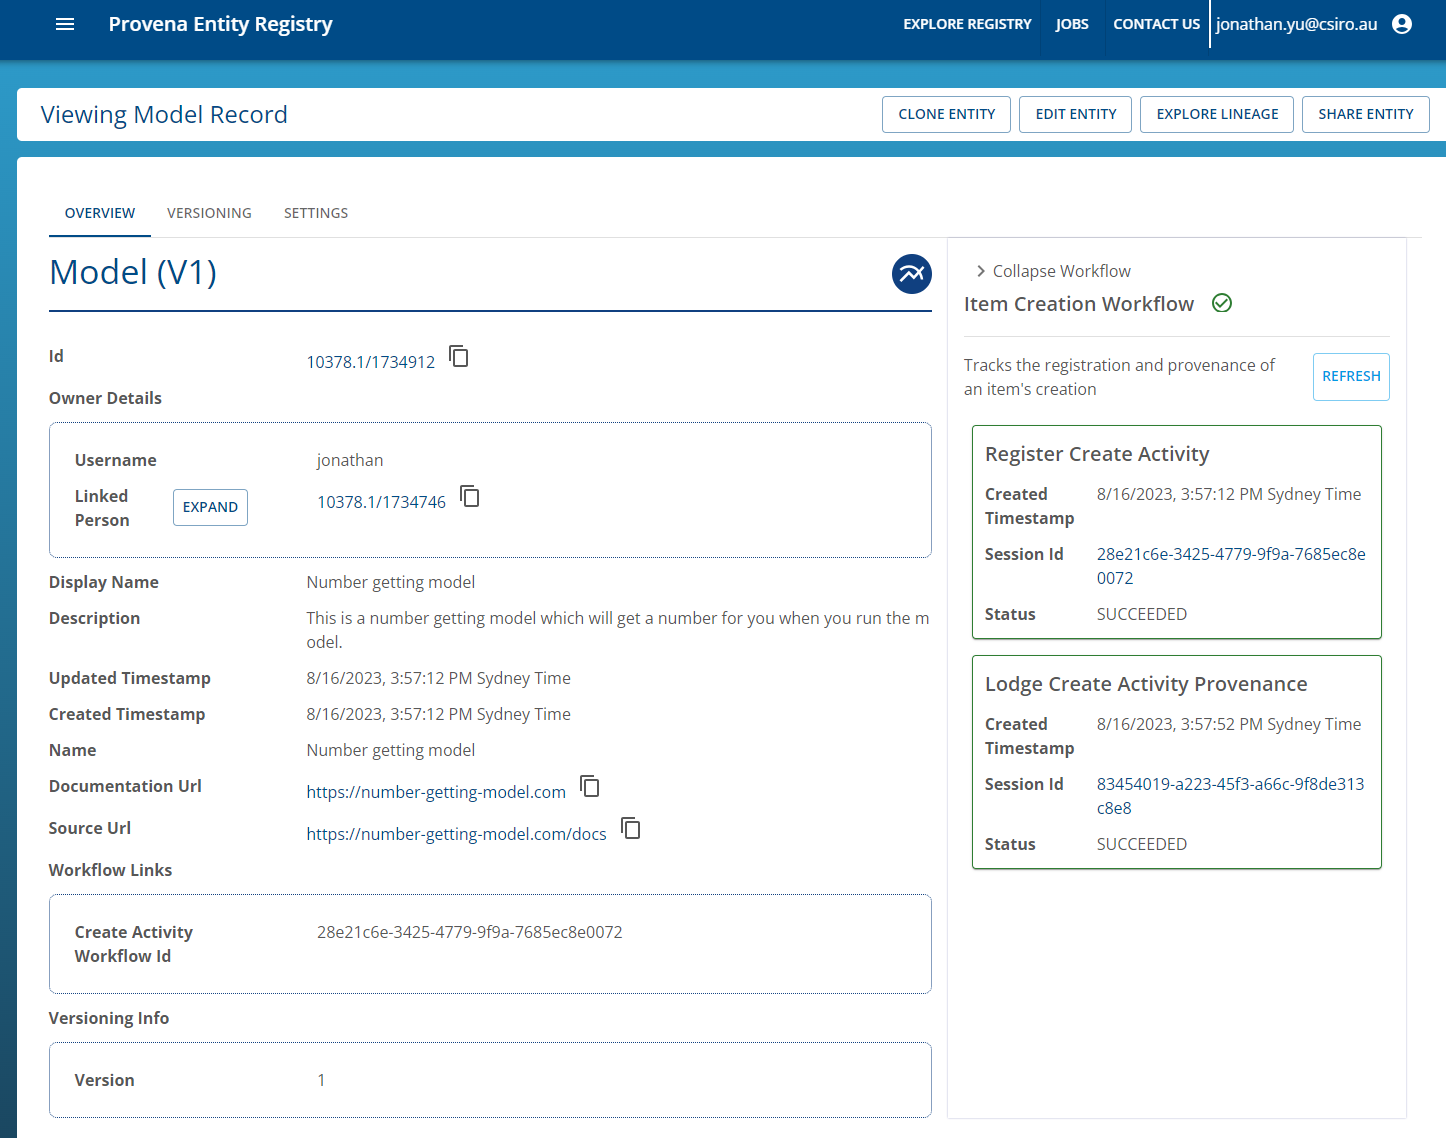 Provena Entity Registry
EXPLORE REGISTRY
JOBS
CONTACT US
jonathan.yu@csiro.au
Viewing Model Record
CLONE ENTITY
EDIT ENTITY
EXPLORE LINEAGE
SHARE ENTITY
OVERVIEW
VERSIONING
SETTINGS
Model (V1)
Id
10378.1/1734912
Owner Details
Username
jonathan
Linked
Person
EXPAND
10378.1/1734746
Display Name
Number getting model
Description
This is a number getting model which will get a number for you when you run the m
odel.
Updated Timestamp
8/16/2023, 3:57:12 PM Sydney Time
Created Timestamp
8/16/2023, 3:57:12 PM Sydney Time
Name
Number getting model
Documentation Url
https://number-getting-model.com
Source Url
https://number-getting-model.com/docs
Workflow Links
Create Activity
Workflow Id
28e21c6e-3425-4779-9f9a-7685ec8e0072
Versioning Info
Version
1
Collapse Workflow
Item Creation Workflow
Tracks the registration and provenance of
an item's creation
REFRESH
Register Create Activity
Created
Timestamp
8/16/2023, 3:57:12 PM Sydney Time
Session Id
28e21c6e-3425-4779-9f9a-7685ec8e
0072
Status
SUCCEEDED
Lodge Create Activity Provenance
Created
Timestamp
8/16/2023, 3:57:52 PM Sydney Time
Session Id
83454019-a223-45f3-a66c-9f8de313
c8e8
Status
SUCCEEDED